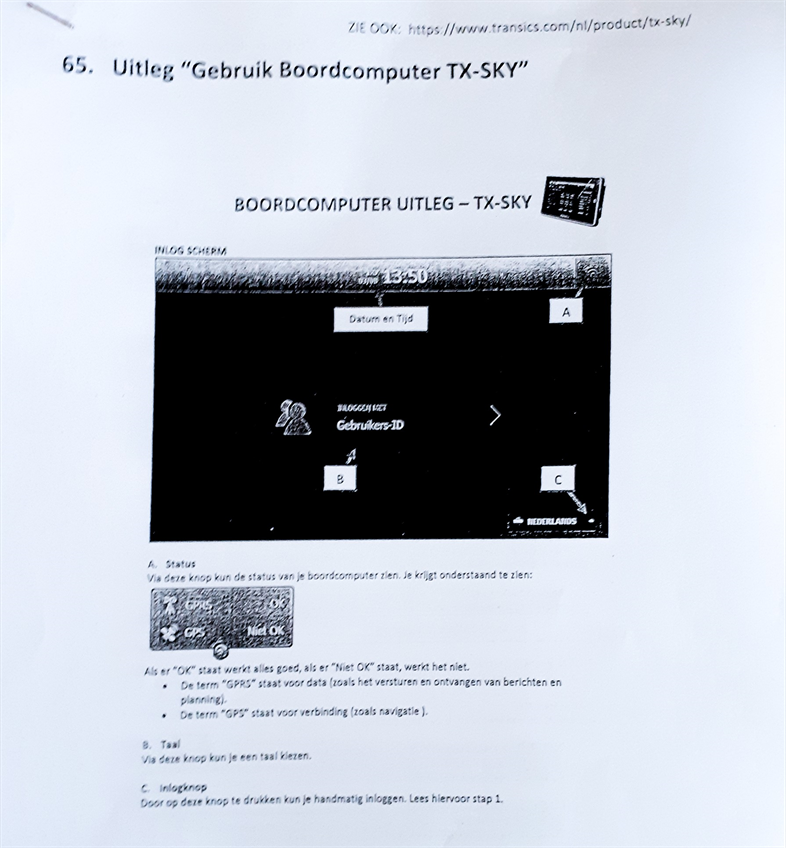 ZIE OOK: https://www.transics.com/nl/product/tx-sky/
65. Uitleg “Gebruik Boordcomputer TX-SKY”
BOORDCOMPUTER UITLEG – TX-SKY
INLOG SCHERM
13:50
Datum en Tijd
A
INLOGGEN MET
Gebruikers-ID
B
C
NEDERLANDS
A. Status
Via deze knop kun de status van je boordcomputer zien. Je krijgt onderstaand te zien:
GPRS OK
GPS Niet OK
Als er "OK" staat werkt alles goed, als er "Niet OK" staat, werkt het niet.
• De term "GPRS" staat voor data (zoals het versturen en ontvangen van berichten en
planning).
• De term "GPS" staat voor verbinding (zoals navigatie ).
B. Taal
Via deze knop kun je een taal kiezen.
C. Inlogknop
Door op deze knop te drukken kun je handmatig inloggen. Lees hiervoor stap 1.